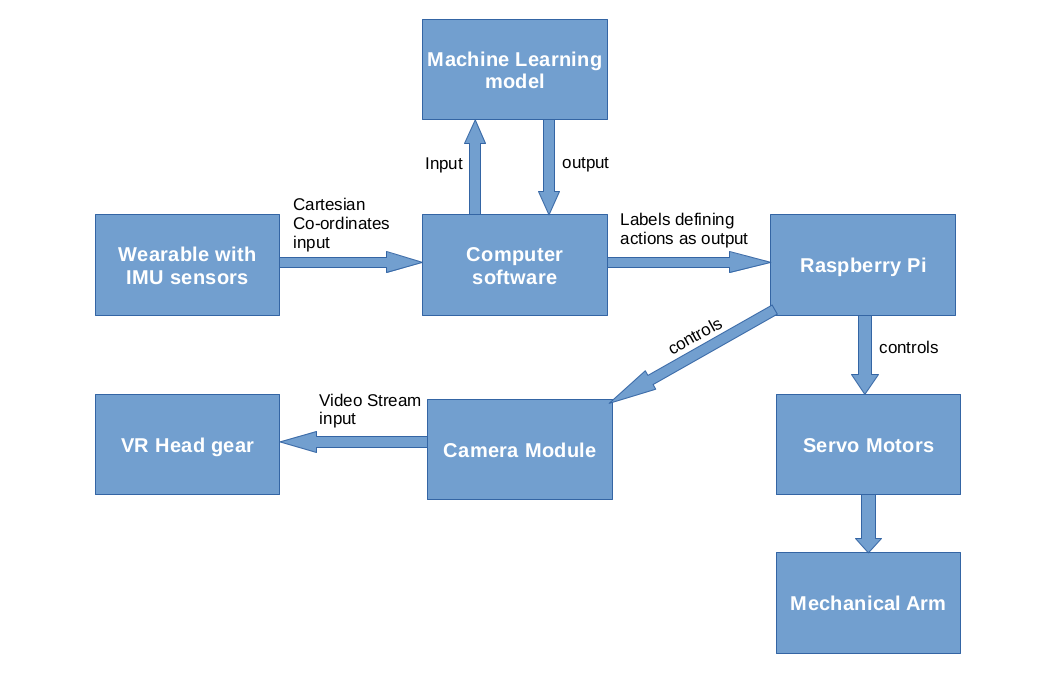 Machine Learning
model
Input
output
Cartesian
Co-ordinates
input
Labels defining
actions as output
Wearable with
IMU sensors
Computer
software
Raspberry Pi
controls
controls
Video Stream
input
VR Head gear
Camera Module
Servo Motors
Mechanical Arm